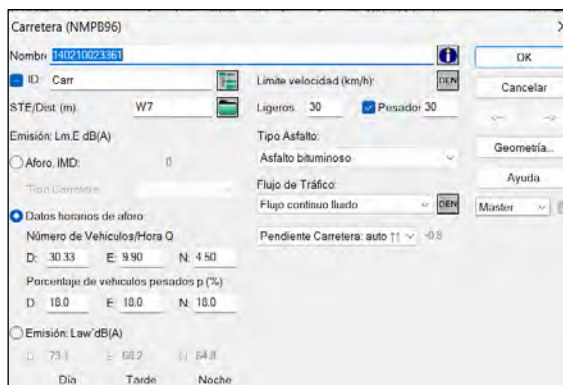 Carretera (NMPB96)
Nombre 140210023361
OK
ID: Carr
Límite velocidad (km/h): DEN
Cancelar
STE/Dist. (m). W7
Ligeros. 30 Pesados 30
Emisión: Lm.E dB(A)
Tipo Asfalto:
Geometría...
Aforo. IMD: 0
Asfalto bituminoso
Ayuda
Tipo Carretera
Flujo de Tráfico:
Flujo continuo fluido DEN
Master
Datos horarios de aforo:
Número de Vehiculos/Hora Q
Pendiente Carretera: auto ↑↑ -0.8
D: 30.33 E: 9.90 N: 4.50
Porcentaje de vehiculos pesados p (%)
D 18.0 E 18.0 N: 18.0
Emisión: Law'dB(A)
73.1 68.2 64.8
Día Tarde Noche